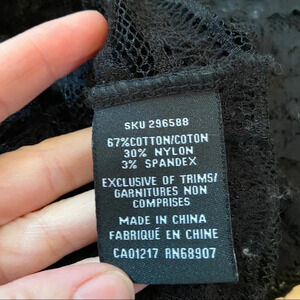 SKU 296588
67%COTTON/COTON
30% NYLON
3% SPANDEX
EXCLUSIVE OF TRIMS/
GARNITURES NON
COMPRISES
MADE IN CHINA
FABRIQUÉ EN CHINE
CA01217 RN68907